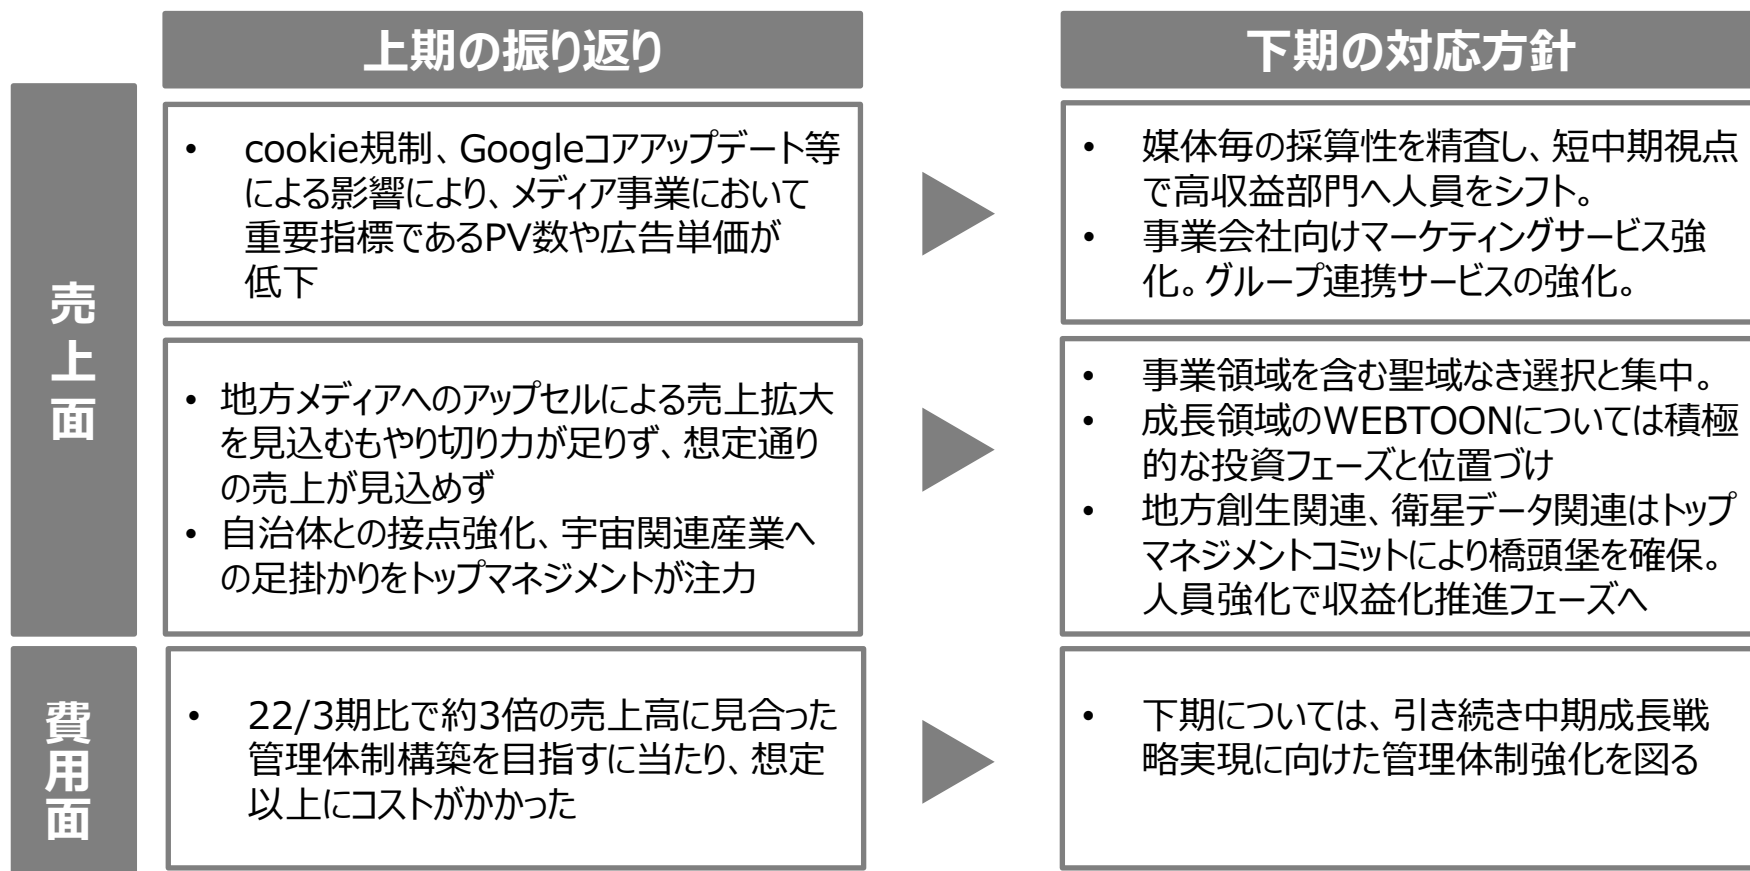 上期の振り返り
下期の対応方針
売上面
• cookie規制、Googleコアアップデート等
による影響により、メディア事業において
重要指標であるPV数や広告単価が
低下
• 媒体毎の採算性を精査し、短中期視点
で高収益部門へ人員をシフト。
• 事業会社向けマーケティングサービス強
化。グループ連携サービスの強化。
• 地方メディアへのアップセルによる売上拡大
を見込むもやり切り力が足りず、想定通り
の売上が見込めず
• 自治体との接点強化、宇宙関連産業へ
の足掛かりをトップマネジメントが注力
• 事業領域を含む聖域なき選択と集中。
• 成長領域のWEBTOONについては積極
的な投資フェーズと位置づけ
• 地方創生関連、衛星データ関連はトップ
マネジメントコミットにより橋頭堡を確保。
人員強化で収益化推進フェーズへ
費用面
• 22/3期比で約3倍の売上高に見合った
管理体制構築を目指すに当たり、想定
以上にコストがかかった
• 下期については、引き続き中期成長戦
略実現に向けた管理体制強化を図る